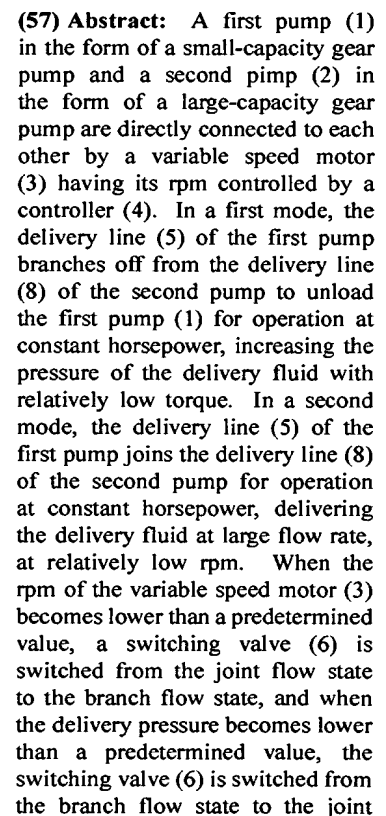 (57) Abstract: A first pump (1)
in the form of a small-capacity gear
pump and a second pimp (2) in
the form of a large-capacity gear
pump are directly connected to each
other by a variable speed motor
(3) having its rpm controlled by a
controller (4). In a first mode, the
delivery line (5) of the first pump
branches off from the delivery line
(8) of the second pump to unload
the first pump (1) for operation at
constant horsepower, increasing the
pressure of the delivery fluid with
relatively low torque. In a second
mode, the delivery line (5) of the
first pump joins the delivery line (8)
of the second pump for operation
at constant horsepower, delivering
the delivery fluid at large flow rate,
at relatively low rpm. When the
rpm of the variable speed motor (3)
becomes lower than a predetermined
value, a switching valve (6) is
switched from the joint flow state
to the branch flow state, and when
the delivery pressure becomes lower
than a predetermined value, the
switching valve (6) is switched from
the branch flow state to the joint